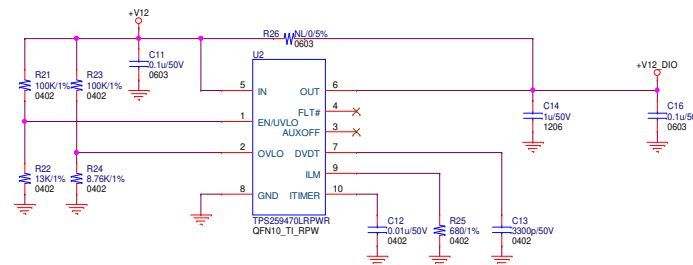 +V12
R26
NL/0/5%
0603
C11
0.1u/50V
0603
U2
+V12_DIO
R21
100K/1%
0402
R23
100K/1%
0402
5
IN
OUT
6
FLT#
4
1
EN/UVLO
AUXOFF
3
2
OVLO
DVDT
7
ILM
9
8
GND
ITIMER
10
C14
1u/50V
1206
C16
0.1u/50
0603
R22
13K/1%
0402
R24
8.76K/1%
0402
TPS259470LRPWR
QFN10_TI_RPW
C12
0.01u/50V
0402
R25
680/1%
0402
C13
3300p/50V
0402